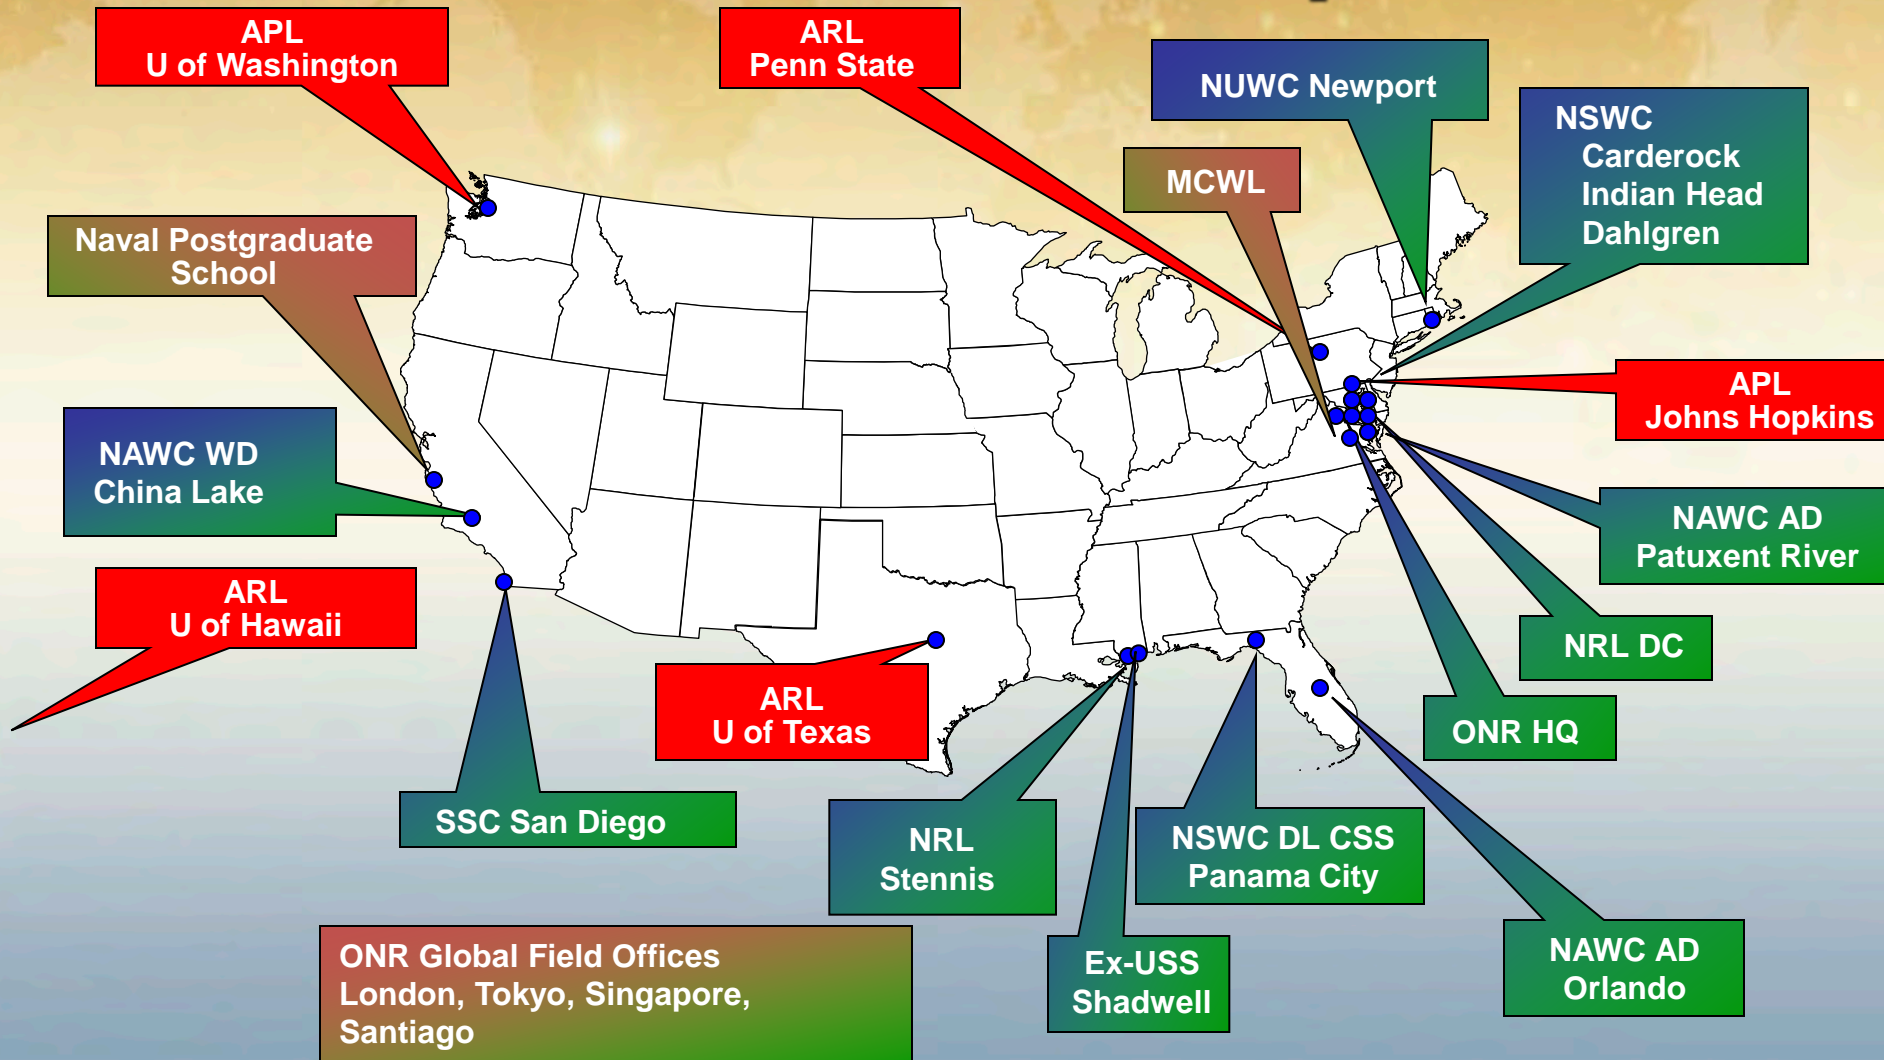 APL
U of Washington
ARL
Penn State
NUWC Newport
NSWC
Carderock
Indian Head
Dahlgren
MCWL
Naval Postgraduate
School
APL
Johns Hopkins
NAWC WD
China Lake
NAWC AD
Patuxent River
ARL
U of Hawaii
NRL DC
ARL
U of Texas
ONR HQ
SSC San Diego
NRL
Stennis
NSWC DL CSS
Panama City
Ex-USS
Shadwell
NAWC AD
Orlando
ONR Global Field Offices
London, Tokyo, Singapore,
Santiago